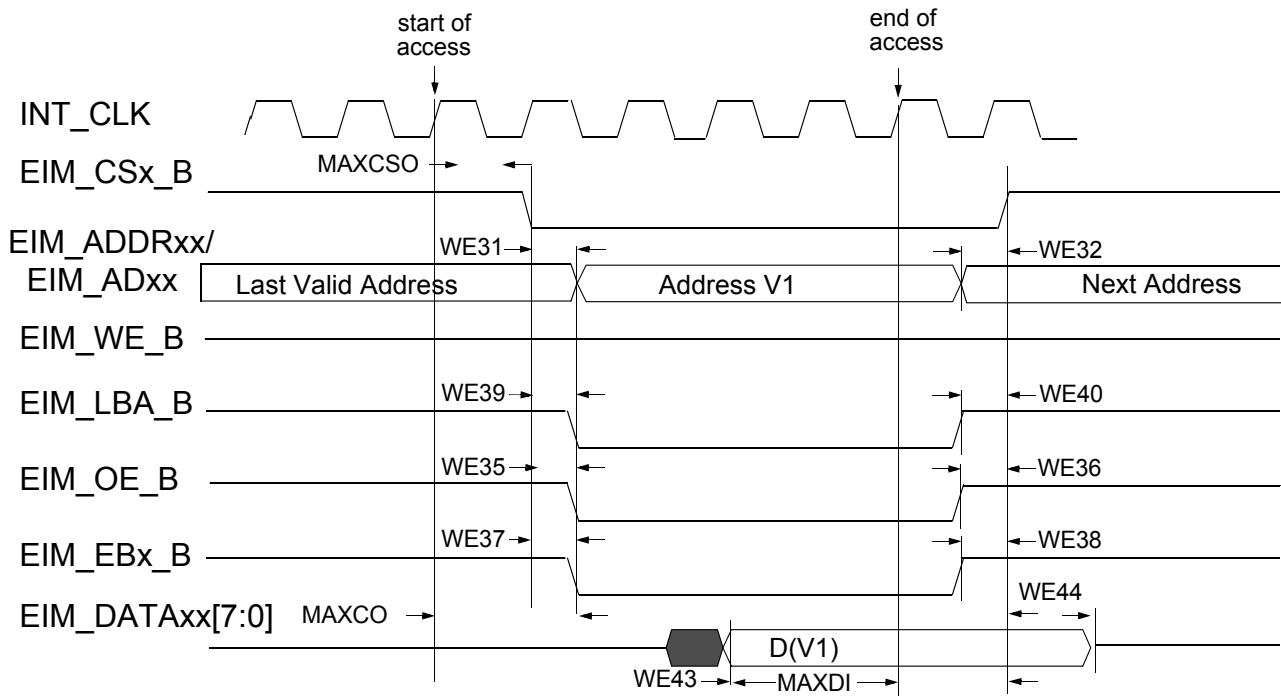 start of
access
end of
access
INT_CLK
MAXCSO
EIM_CSx_B
EIM_ADDRxx/
EIM_ADxx
WE31
WE32
Last Valid Address
Address V1
Next Address
EIM_WE_B
WE39
WE40
EIM_LBA_B
WE35
WE36
EIM_OE_B
WE37
WE38
EIM_EBx_B
WE44
EIM_DATAxx[7:0]
MAXCO
D(V1)
WE43
MAXDI